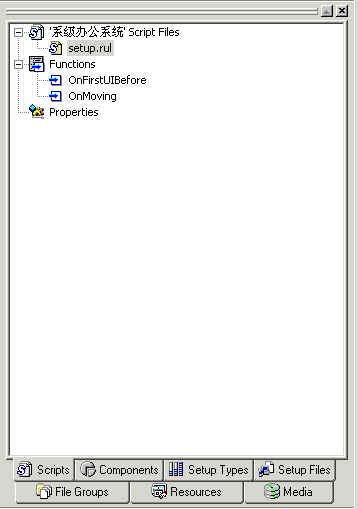 '系级办公系统' Script Files
setup.rul
Functions
OnFirstUIBefore
OnMoving
Properties
Scripts
Components
Setup Types
Setup Files
File Groups
Resources
Media